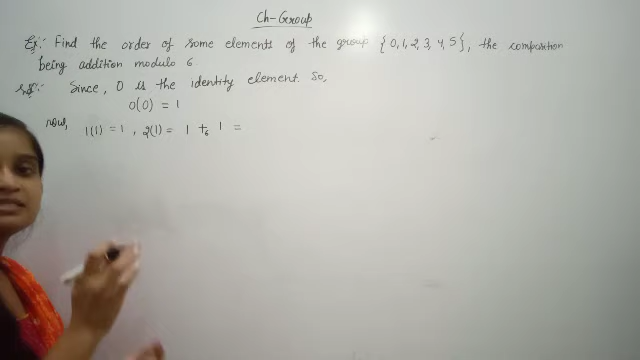 Ch-Group
Ex:- Find the order of some elements of the group {0,1,2,3,4,5}, the composition
being addition modulo 6.
Solⁿ:- Since, 0 is the identity element. So,
0(0) = 1
now, 1(1) = 1, 2(1) = 1 +₆ 1 =